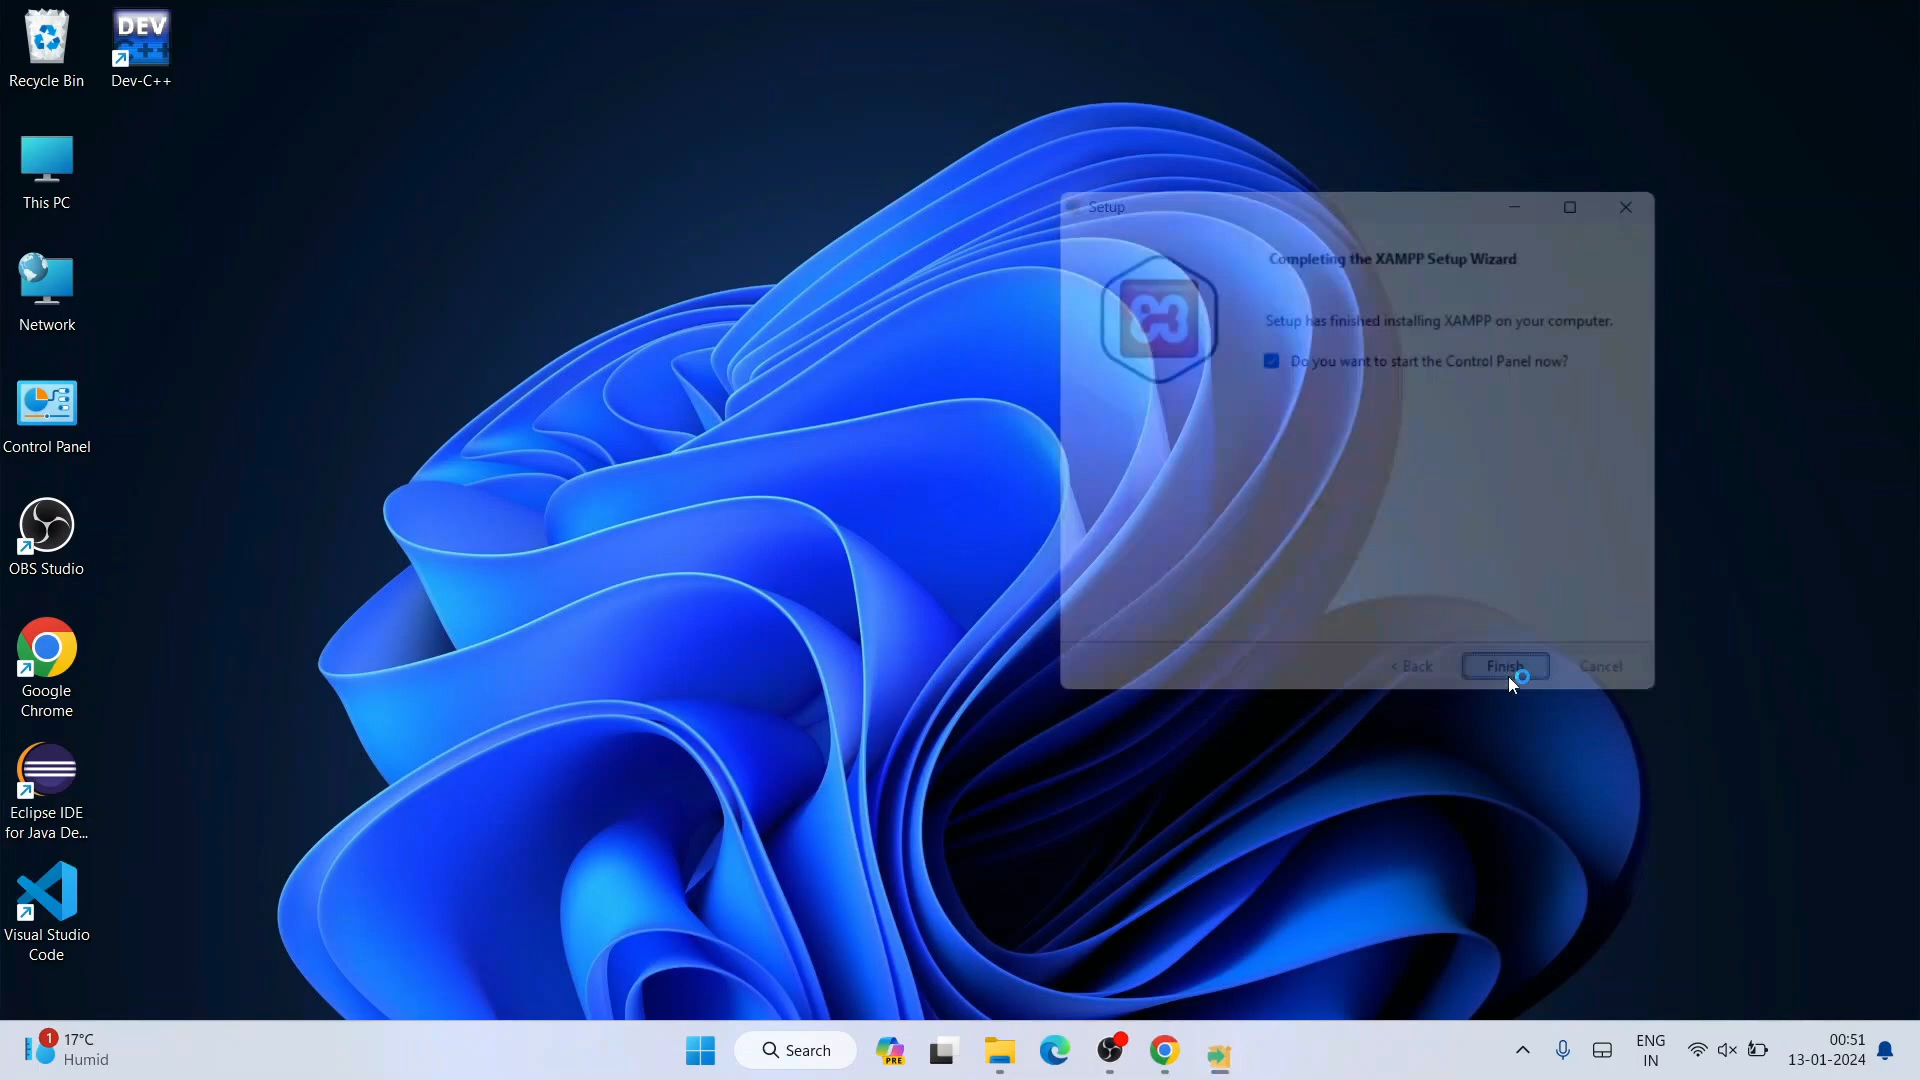 Recycle Bin
DEV
C++
Dev-C++
This PC
Network
Control Panel
OBS Studio
Google
Chrome
Eclipse IDE
for Java De...
Visual Studio
Code
Setup
Completing the XAMPP Setup Wizard
Setup has finished installing XAMPP on your computer.
Do you want to start the Control Panel now?
< Back
Finish
Cancel
1
17°C
Humid
Search
PRE
ENG
IN
00:51
13-01-2024